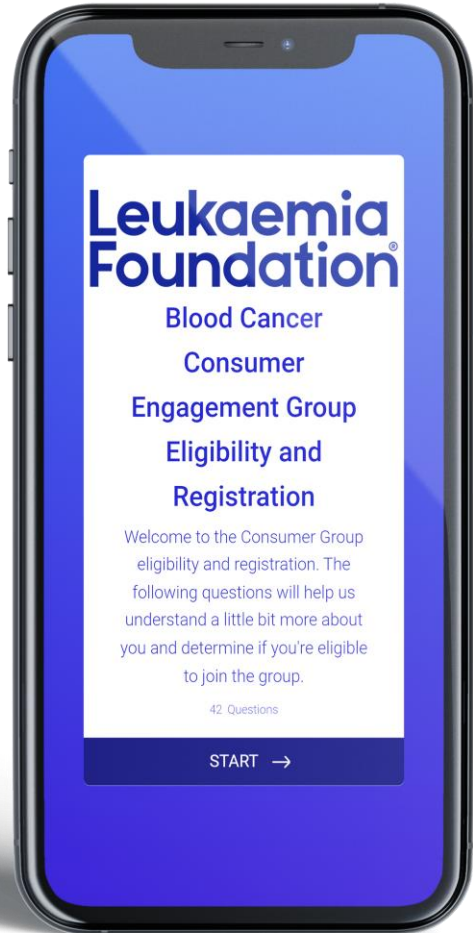 Leukaemia
Foundation®
Blood Cancer
Consumer
Engagement Group
Eligibility and
Registration
Welcome to the Consumer Group
eligibility and registration. The
following questions will help us
understand a little bit more about
you and determine if you're eligible
to join the group.
42 Questions
START →